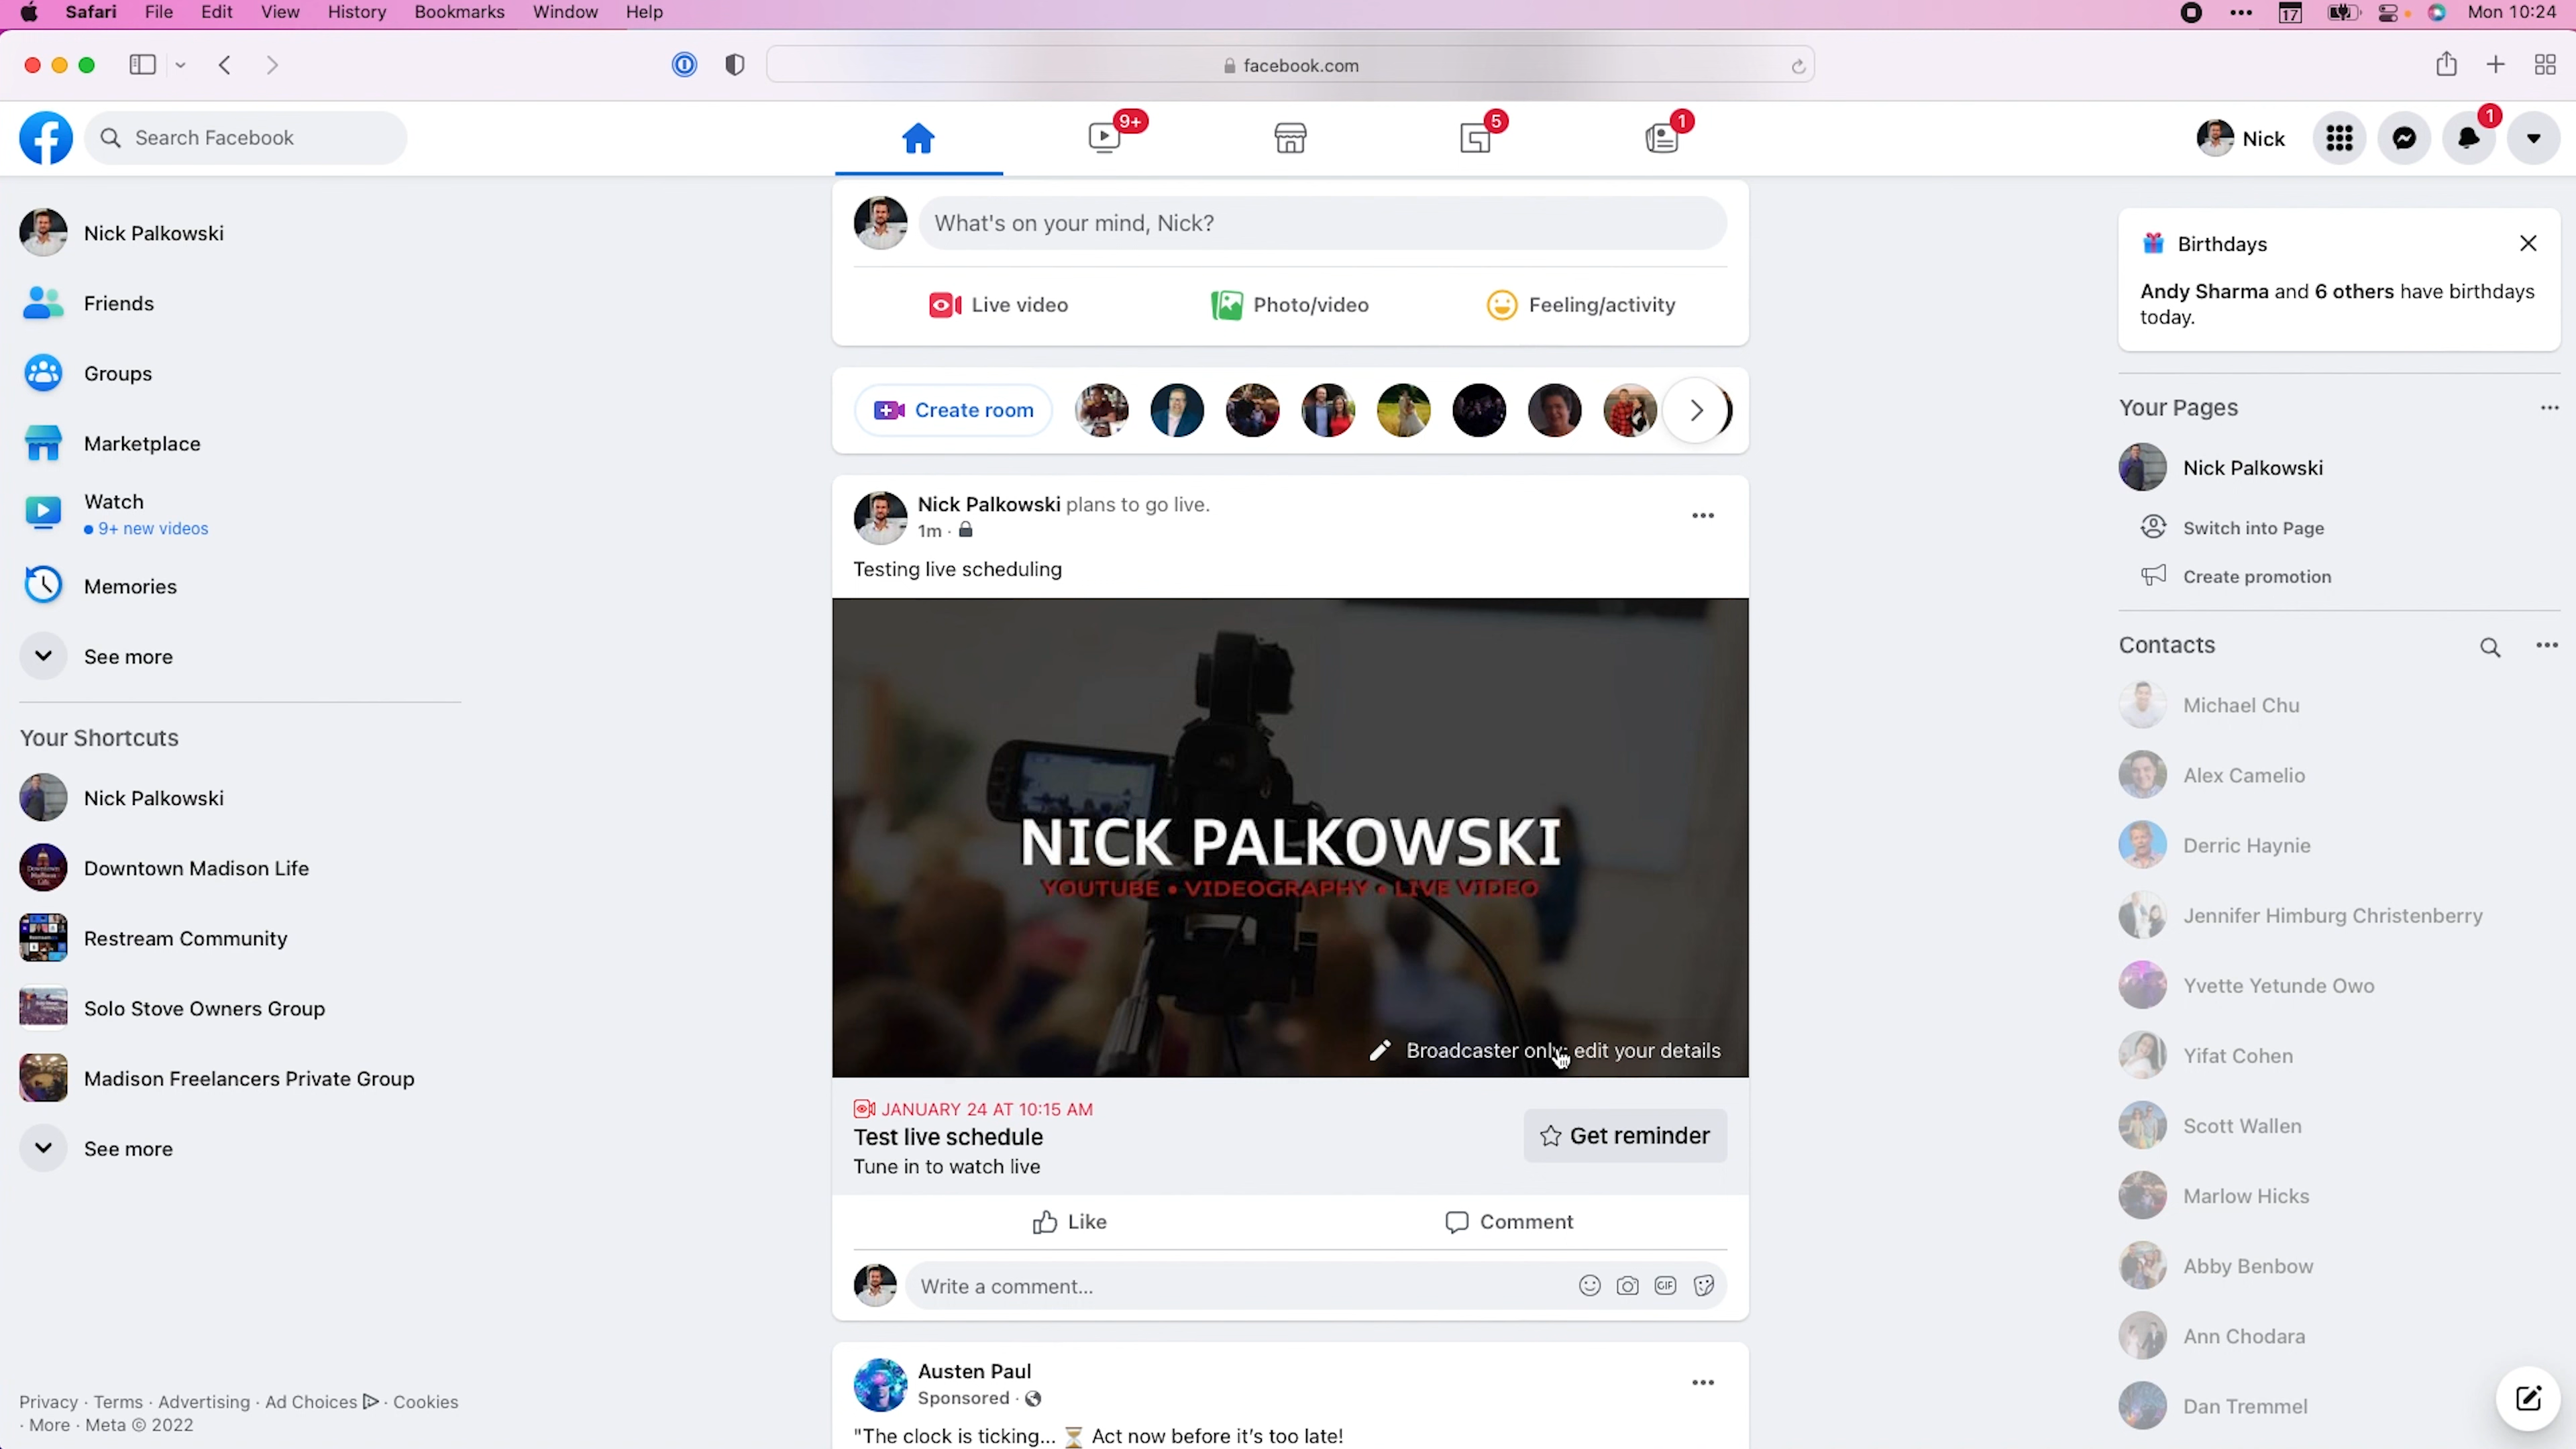 Safari File Edit View History Bookmarks Window Help
17 Mon 10:24
facebook.com
Search Facebook
9+
5
1
Nick
1
Nick Palkowski
Friends
Groups
Marketplace
Watch
9+ new videos
Memories
See more
Your Shortcuts
Nick Palkowski
Downtown Madison Life
Restream Community
Solo Stove Owners Group
Madison Freelancers Private Group
See more
Privacy · Terms · Advertising · Ad Choices · Cookies
· More · Meta © 2022
What's on your mind, Nick?
Live video
Photo/video
Feeling/activity
Create room
Nick Palkowski plans to go live.
1m ·
Testing live scheduling
NICK PALKOWSKI
YOUTUBE • VIDEOGRAPHY • LIVE VIDEO
Broadcaster only: edit your details
JANUARY 24 AT 10:15 AM
Test live schedule
Tune in to watch live
Get reminder
Like
Comment
Write a comment...
GIF
Austen Paul
Sponsored ·
"The clock is ticking... ⏳ Act now before it's too late!
Birthdays
Andy Sharma and 6 others have birthdays
today.
Your Pages
Nick Palkowski
Switch into Page
Create promotion
Contacts
Michael Chu
Alex Camelio
Derric Haynie
Jennifer Himburg Christenberry
Yvette Yetunde Owo
Yifat Cohen
Scott Wallen
Marlow Hicks
Abby Benbow
Ann Chodara
Dan Tremmel